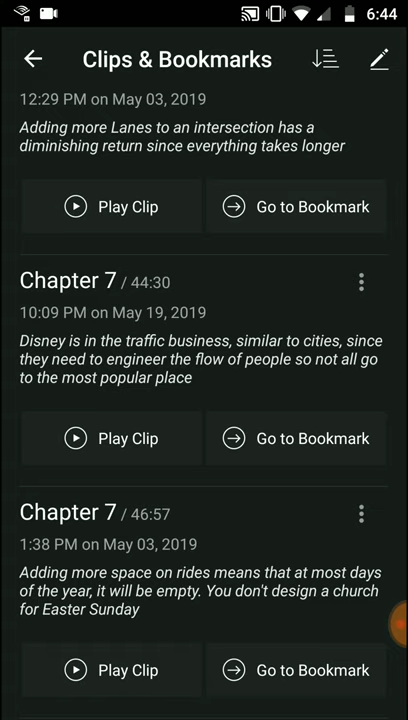 6:44
Clips & Bookmarks
12:29 PM on May 03, 2019
Adding more Lanes to an intersection has a
diminishing return since everything takes longer
Play Clip
Go to Bookmark
Chapter 7 / 44:30
10:09 PM on May 19, 2019
Disney is in the traffic business, similar to cities, since
they need to engineer the flow of people so not all go
to the most popular place
Play Clip
Go to Bookmark
Chapter 7 / 46:57
1:38 PM on May 03, 2019
Adding more space on rides means that at most days
of the year, it will be empty. You don't design a church
for Easter Sunday
Play Clip
Go to Bookmark